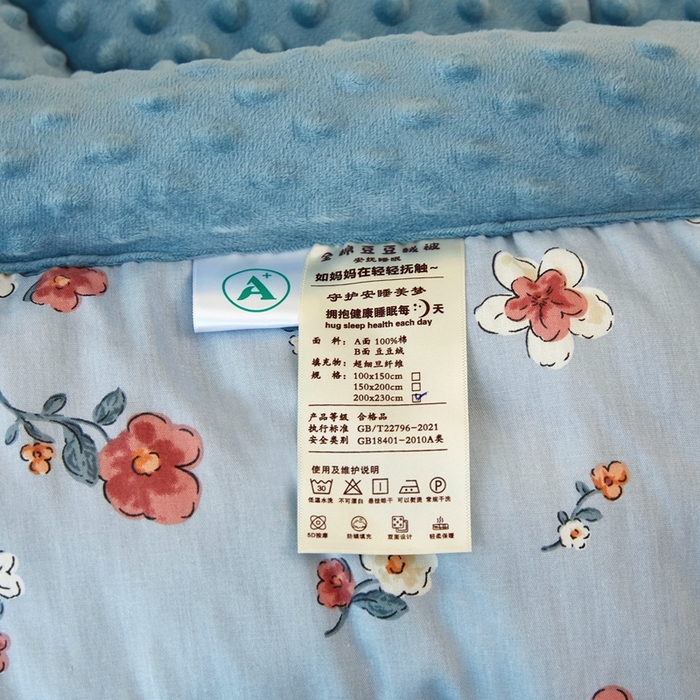 A+
全棉豆豆绒被
安抚睡眠
如妈妈在轻轻抚触~
守护安睡美梦
拥抱健康睡眠每天
hug sleep health each day
面 料: A面 100%棉
B面 豆豆绒
填充物: 超细旦纤维
规 格: 100x150cm
150x200cm
200x230cm
产品等级 合格品
执行标准 GB/T22796-2021
安全类别 GB18401-2010A类
使用及维护说明
30 P
低温水洗 不可漂白 悬挂晾干 可以熨烫 常规干洗
5D按摩 防螨填充 双面设计 轻柔保暖